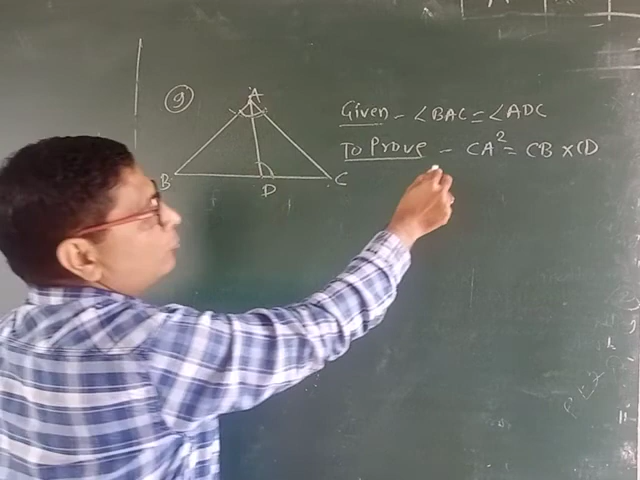 9
A
Given - ∠BAC = ∠ADC
To Prove - CA² = CB × CD
B
D
C